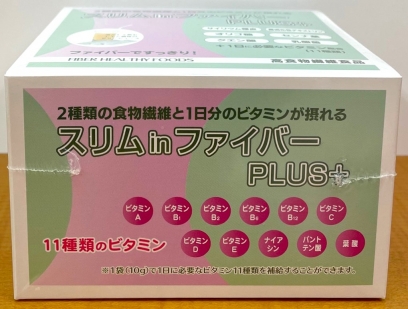 ファイバーですっきり!
FIBER HEALTH FOODS
高食物繊維食品
2種類の食物繊維と1日分のビタミンが摂れる
スリムinファイバー
PLUS+
ビタミンA ビタミンB1 ビタミンB2 ビタミンB6 ビタミンB12 ビタミンC
11種類のビタミン ビタミンD ビタミンE ナイアシン パントテン酸 葉酸
※1袋(10g)で1日に必要なビタミン11種類を補給することができます。